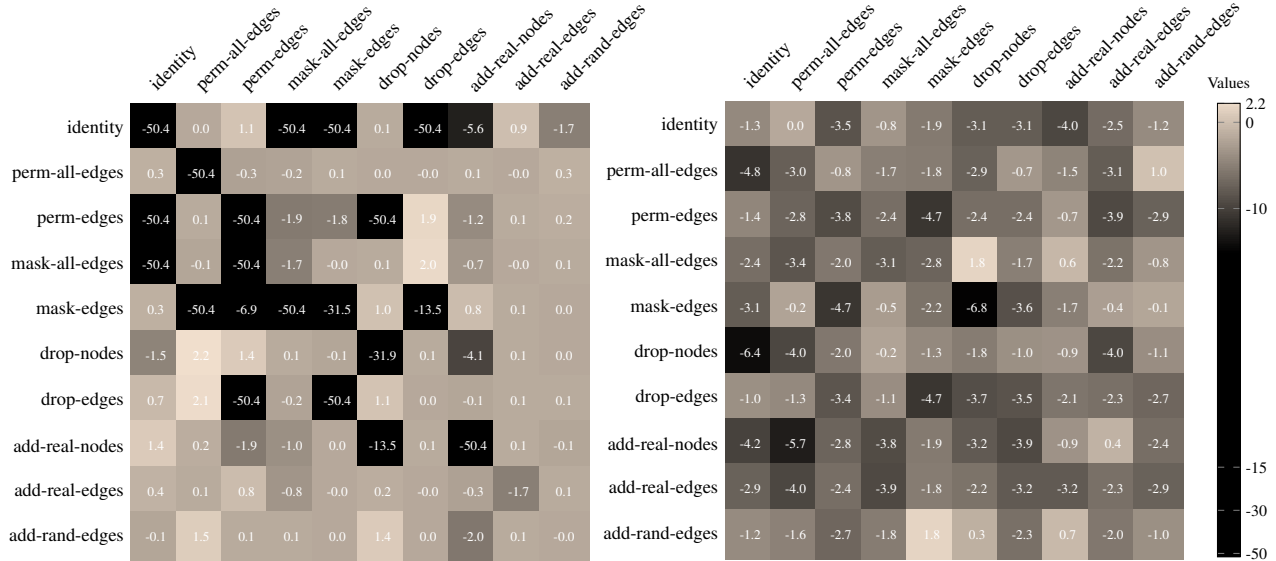 identity perm-all-edges perm-edges mask-all-edges mask-edges drop-nodes drop-edges add-real-nodes add-real-edges add-rand-edges
identity -50.4 0.0 1.1 -50.4 -50.4 0.1 -50.4 -5.6 0.9 -1.7
perm-all-edges 0.3 -50.4 -0.3 -0.2 0.1 0.0 -0.0 0.1 -0.0 0.3
perm-edges -50.4 0.1 -50.4 -1.9 -1.8 -50.4 1.9 -1.2 0.1 0.2
mask-all-edges -50.4 -0.1 -50.4 -1.7 -0.0 0.1 2.0 -0.7 -0.0 0.1
mask-edges 0.3 -50.4 -6.9 -50.4 -31.5 1.0 -13.5 0.8 0.1 0.0
drop-nodes -1.5 2.2 1.4 0.1 -0.1 -31.9 0.1 -4.1 0.1 0.0
drop-edges 0.7 2.1 -50.4 -0.2 -50.4 1.1 0.0 -0.1 0.1 0.1
add-real-nodes 1.4 0.2 -1.9 -1.0 0.0 -13.5 0.1 -50.4 0.1 -0.1
add-real-edges 0.4 0.1 0.8 -0.8 -0.0 0.2 -0.0 -0.3 -1.7 0.1
add-rand-edges -0.1 1.5 0.1 0.1 0.0 1.4 0.0 -2.0 0.1 -0.0
identity perm-all-edges perm-edges mask-all-edges mask-edges drop-nodes drop-edges add-real-nodes add-real-edges add-rand-edges
identity -1.3 0.0 -3.5 -0.8 -1.9 -3.1 -3.1 -4.0 -2.5 -1.2
perm-all-edges -4.8 -3.0 -0.8 -1.7 -1.8 -2.9 -0.7 -1.5 -3.1 1.0
perm-edges -1.4 -2.8 -3.8 -2.4 -4.7 -2.4 -2.4 -0.7 -3.9 -2.9
mask-all-edges -2.4 -3.4 -2.0 -3.1 -2.8 1.8 -1.7 0.6 -2.2 -0.8
mask-edges -3.1 -0.2 -4.7 -0.5 -2.2 -6.8 -3.6 -1.7 -0.4 -0.1
drop-nodes -6.4 -4.0 -2.0 -0.2 -1.3 -1.8 -1.0 -0.9 -4.0 -1.1
drop-edges -1.0 -1.3 -3.4 -1.1 -4.7 -3.7 -3.5 -2.1 -2.3 -2.7
add-real-nodes -4.2 -5.7 -2.8 -3.8 -1.9 -3.2 -3.9 -0.9 0.4 -2.4
add-real-edges -2.9 -4.0 -2.4 -3.9 -1.8 -2.2 -3.2 -3.2 -2.3 -2.9
add-rand-edges -1.2 -1.6 -2.7 -1.8 1.8 0.3 -2.3 0.7 -2.0 -1.0
Values
2.2
0
-10
-15
-30
-50